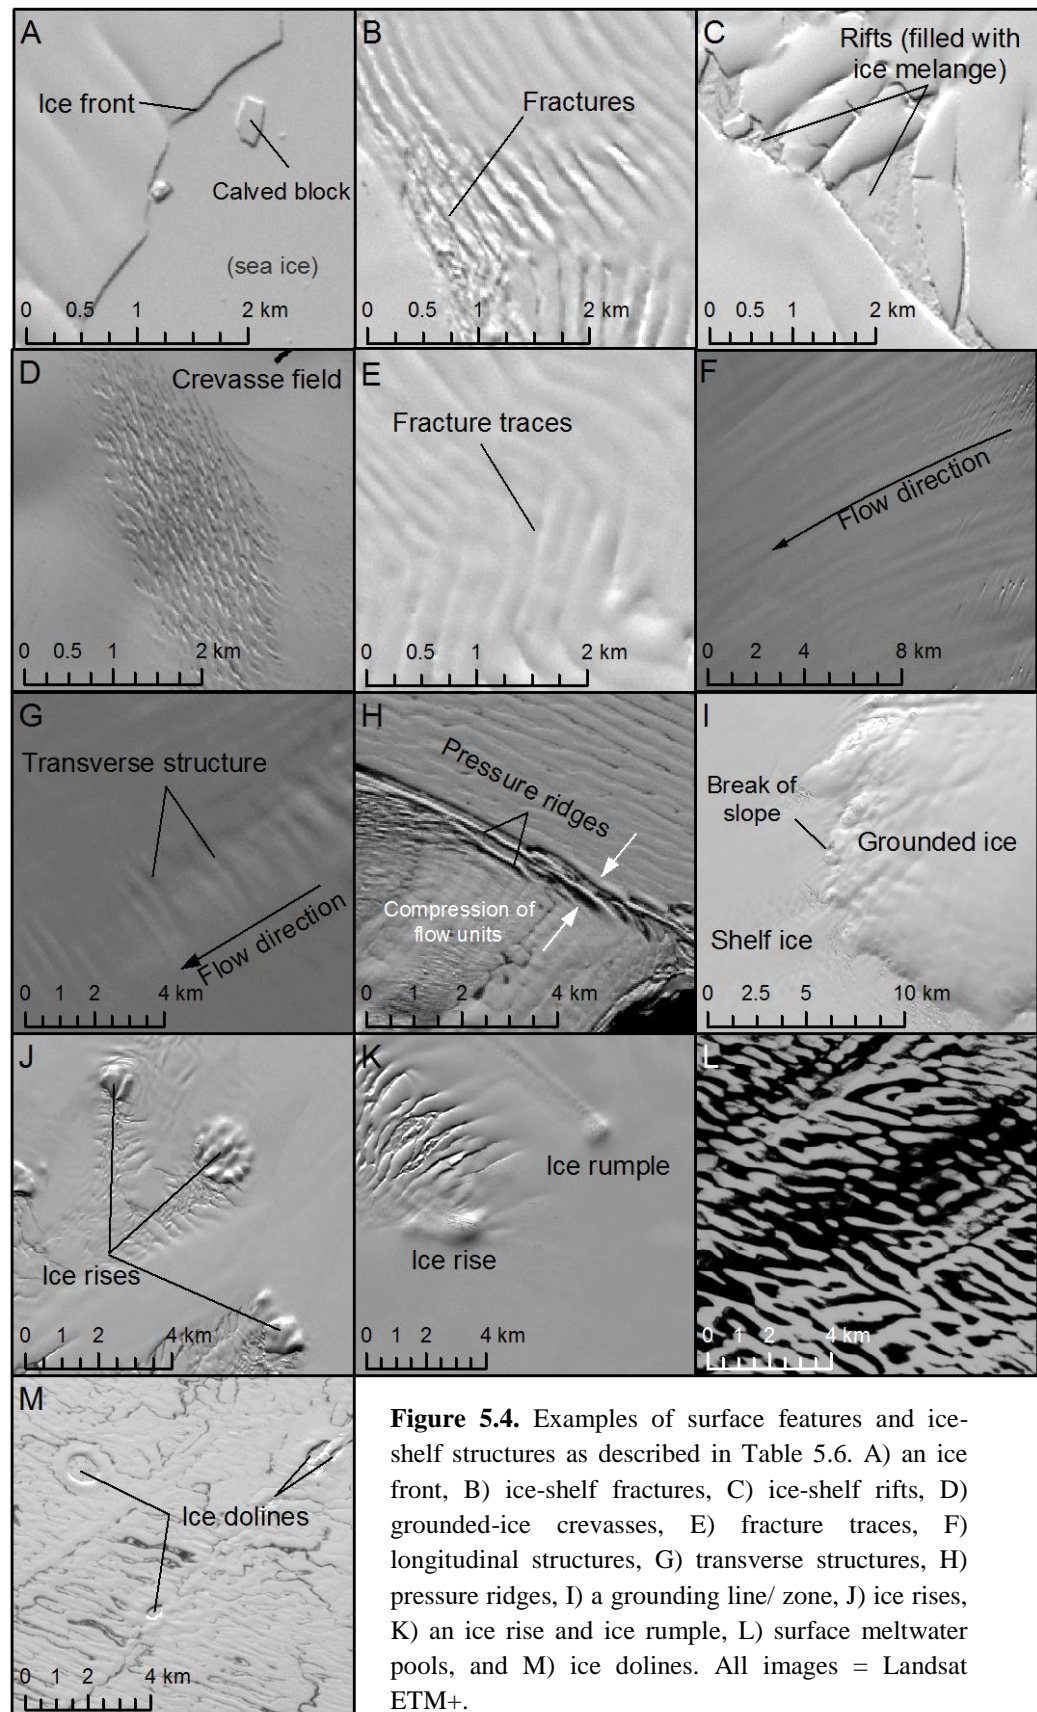 A
Ice front
Calved block
(sea ice)
0 0.5 1 2 km
B
Fractures
0 0.5 1 2 km
C
Rifts (filled with
ice melange)
0 0.5 1 2 km
D
Crevasse field
0 0.5 1 2 km
E
Fracture traces
0 0.5 1 2 km
F
Flow direction
0 2 4 8 km
G
Transverse structure
Flow direction
0 1 2 4 km
H
Pressure ridges
Compression of
flow units
0 1 2 4 km
I
Break of
slope
Grounded ice
Shelf ice
0 2.5 5 10 km
J
Ice rises
0 1 2 4 km
K
Ice rumple
Ice rise
0 1 2 4 km
L
0 1 2 4 km
M
Ice dolines
0 1 2 4 km
Figure 5.4. Examples of surface features and ice-
shelf structures as described in Table 5.6. A) an ice
front, B) ice-shelf fractures, C) ice-shelf rifts, D)
grounded-ice crevasses, E) fracture traces, F)
longitudinal structures, G) transverse structures, H)
pressure ridges, I) a grounding line/ zone, J) ice rises,
K) an ice rise and ice rumple, L) surface meltwater
pools, and M) ice dolines. All images = Landsat
ETM+.